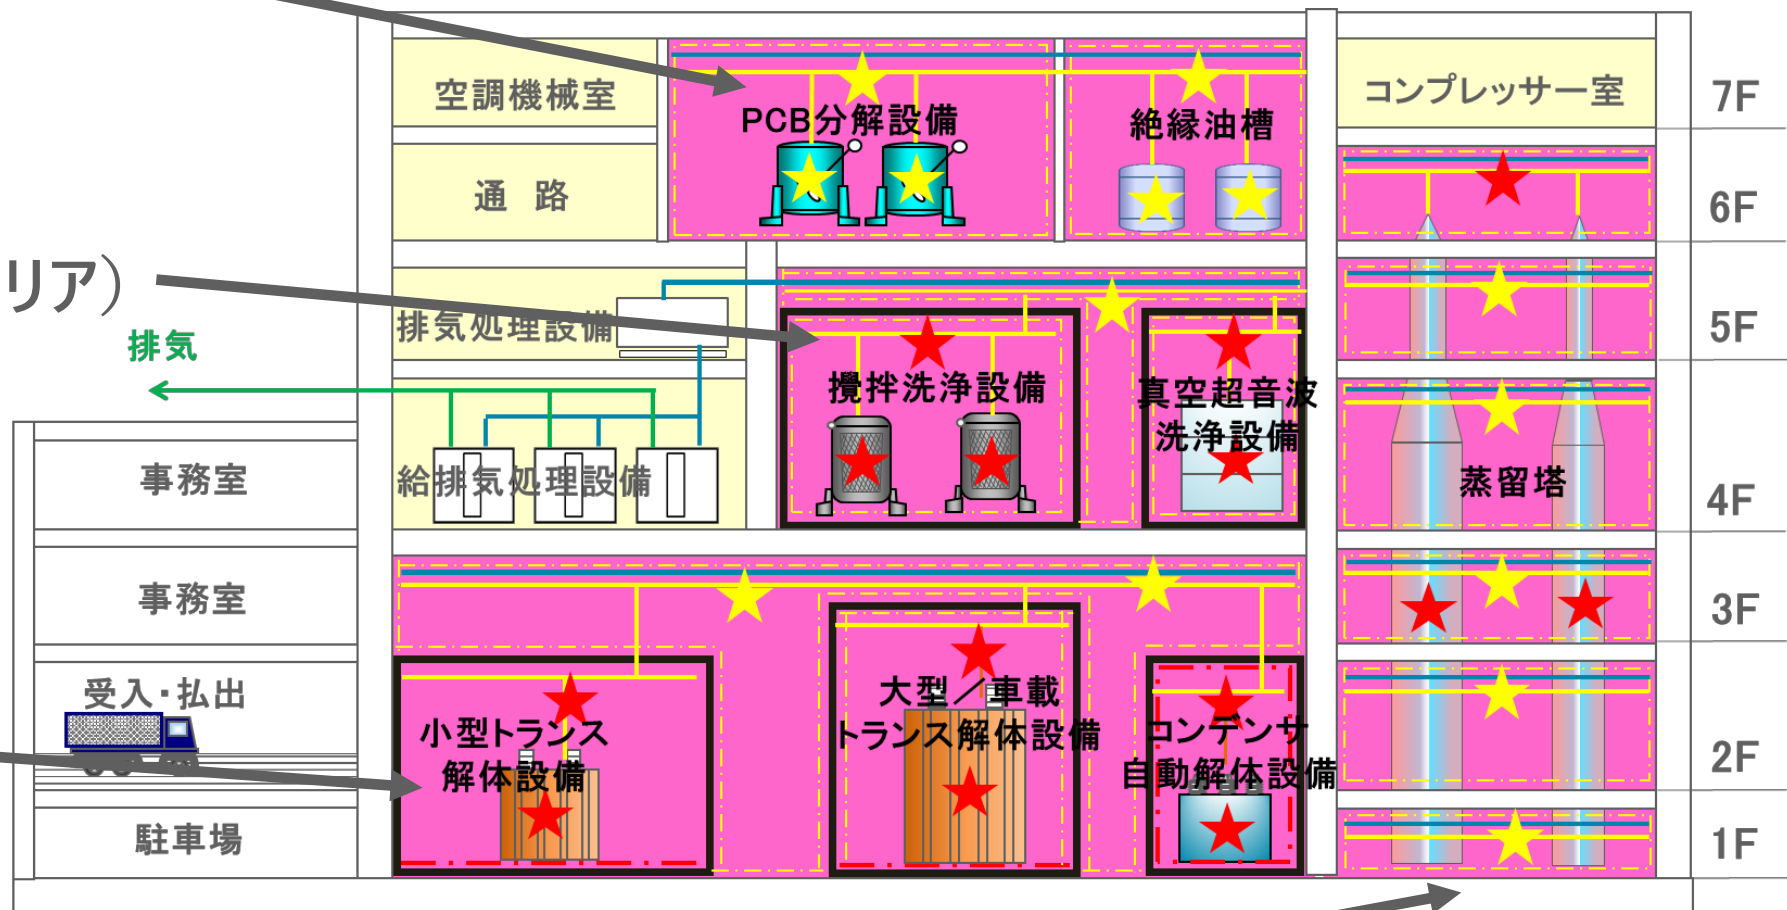 空調機械室
PCB分解設備
絶縁油槽
コンプレッサー室
7F
通 路
6F
リア）
排気処理設備
5F
排気
攪拌洗浄設備
真空超音波
洗浄設備
事務室
給排気処理設備
蒸留塔
4F
事務室
3F
受入・払出
小型トランス
解体設備
大型／車載
トランス解体設備
コンデンサ
自動解体設備
2F
駐車場
1F